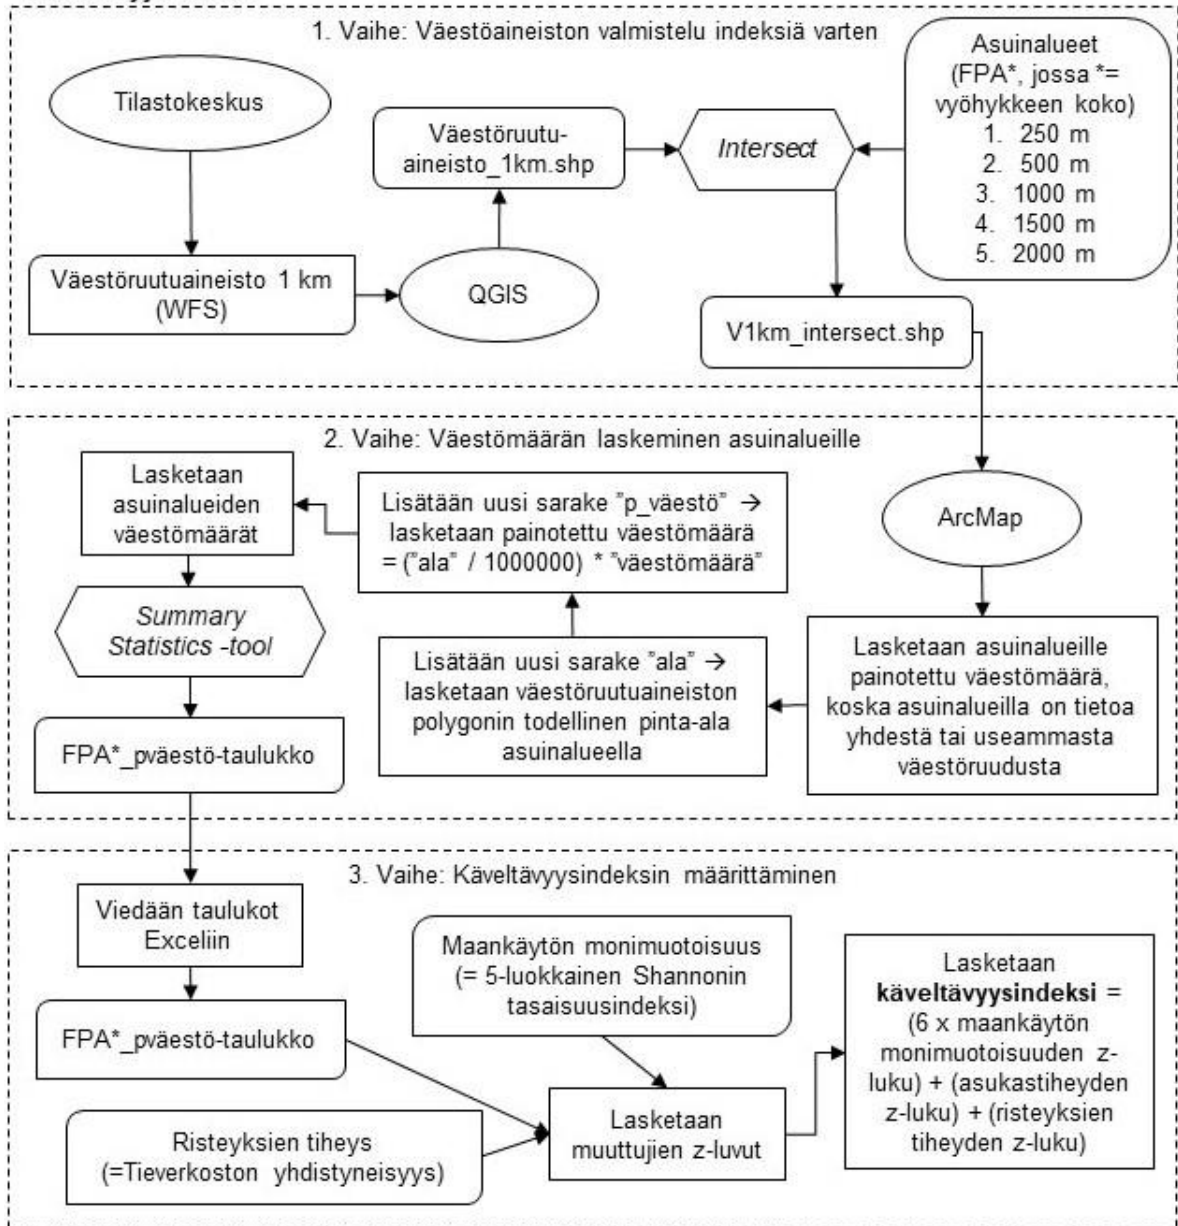 1. Vaihe: Väestöaineiston valmistelu indeksiä varten
Tilastokeskus
Väestöruutuaineisto 1 km
(WFS)
QGIS
Väestöruutu-
aineisto_1km.shp
Intersect
Asuinalueet
(FPA*, jossa *=
vyöhykkeen koko)
1. 250 m
2. 500 m
3. 1000 m
4. 1500 m
5. 2000 m
V1km_intersect.shp
2. Vaihe: Väestömäärän laskeminen asuinalueille
ArcMap
Lasketaan asuinalueille
painotettu väestömäärä,
koska asuinalueilla on tietoa
yhdestä tai useammasta
väestöruudusta
Lisätään uusi sarake ”ala” →
lasketaan väestöruutuaineiston
polygonin todellinen pinta-ala
asuinalueella
Lisätään uusi sarake ”p_väestö” →
lasketaan painotettu väestömäärä
= (”ala” / 1000000) * ”väestömäärä”
Lasketaan
asuinalueiden
väestömäärät
Summary
Statistics -tool
FPA*_pväestö-taulukko
3. Vaihe: Käveltävyysindeksin määrittäminen
Viedään taulukot
Exceliin
FPA*_pväestö-taulukko
Risteyksien tiheys
(=Tieverkoston yhdistyneisyys)
Maankäytön monimuotoisuus
(= 5-luokkainen Shannonin
tasaisuusindeksi)
Lasketaan
muuttujien z-luvut
Lasketaan
käveltävyysindeksi =
(6 x maankäytön
monimuotoisuuden z-
luku) + (asukastiheyden
z-luku) + (risteyksien
tiheyden z-luku)